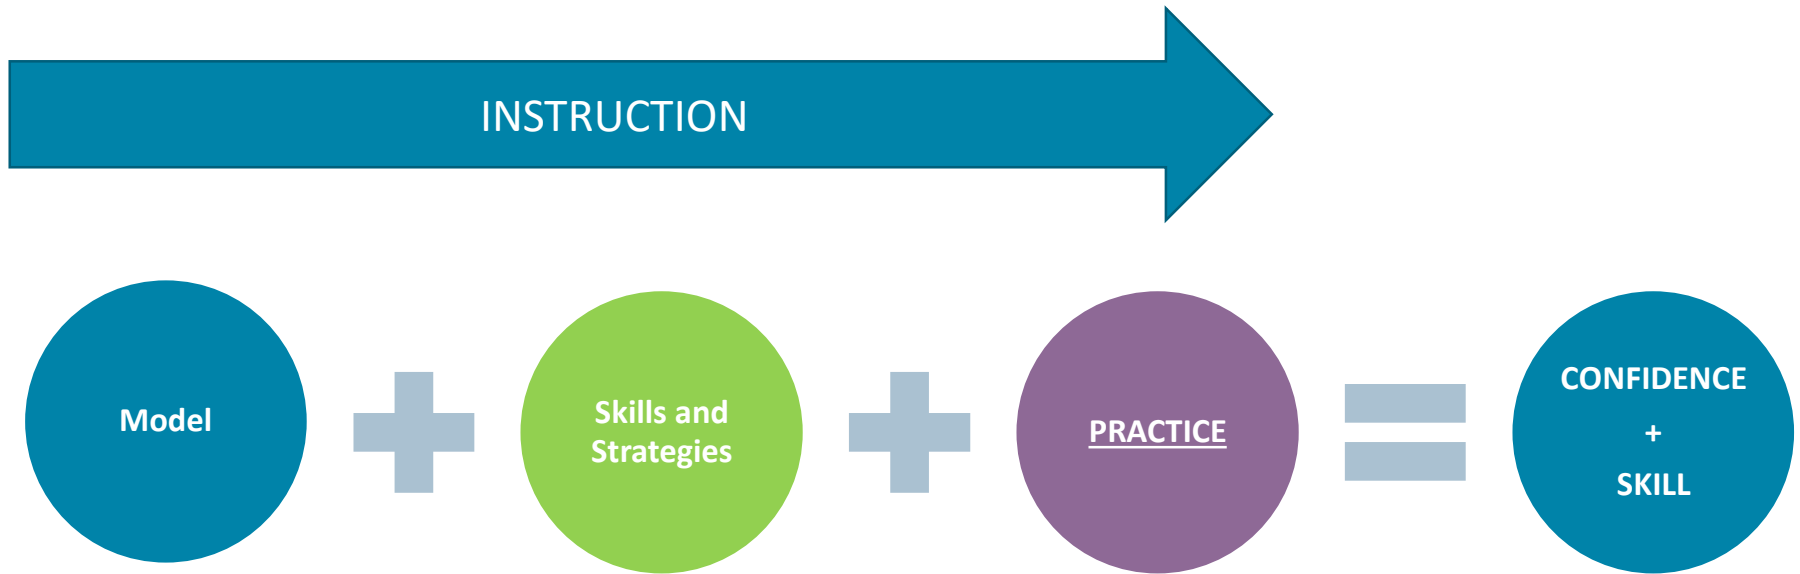 INSTRUCTION
Model
Skills and
Strategies
PRACTICE
CONFIDENCE
+
SKILL